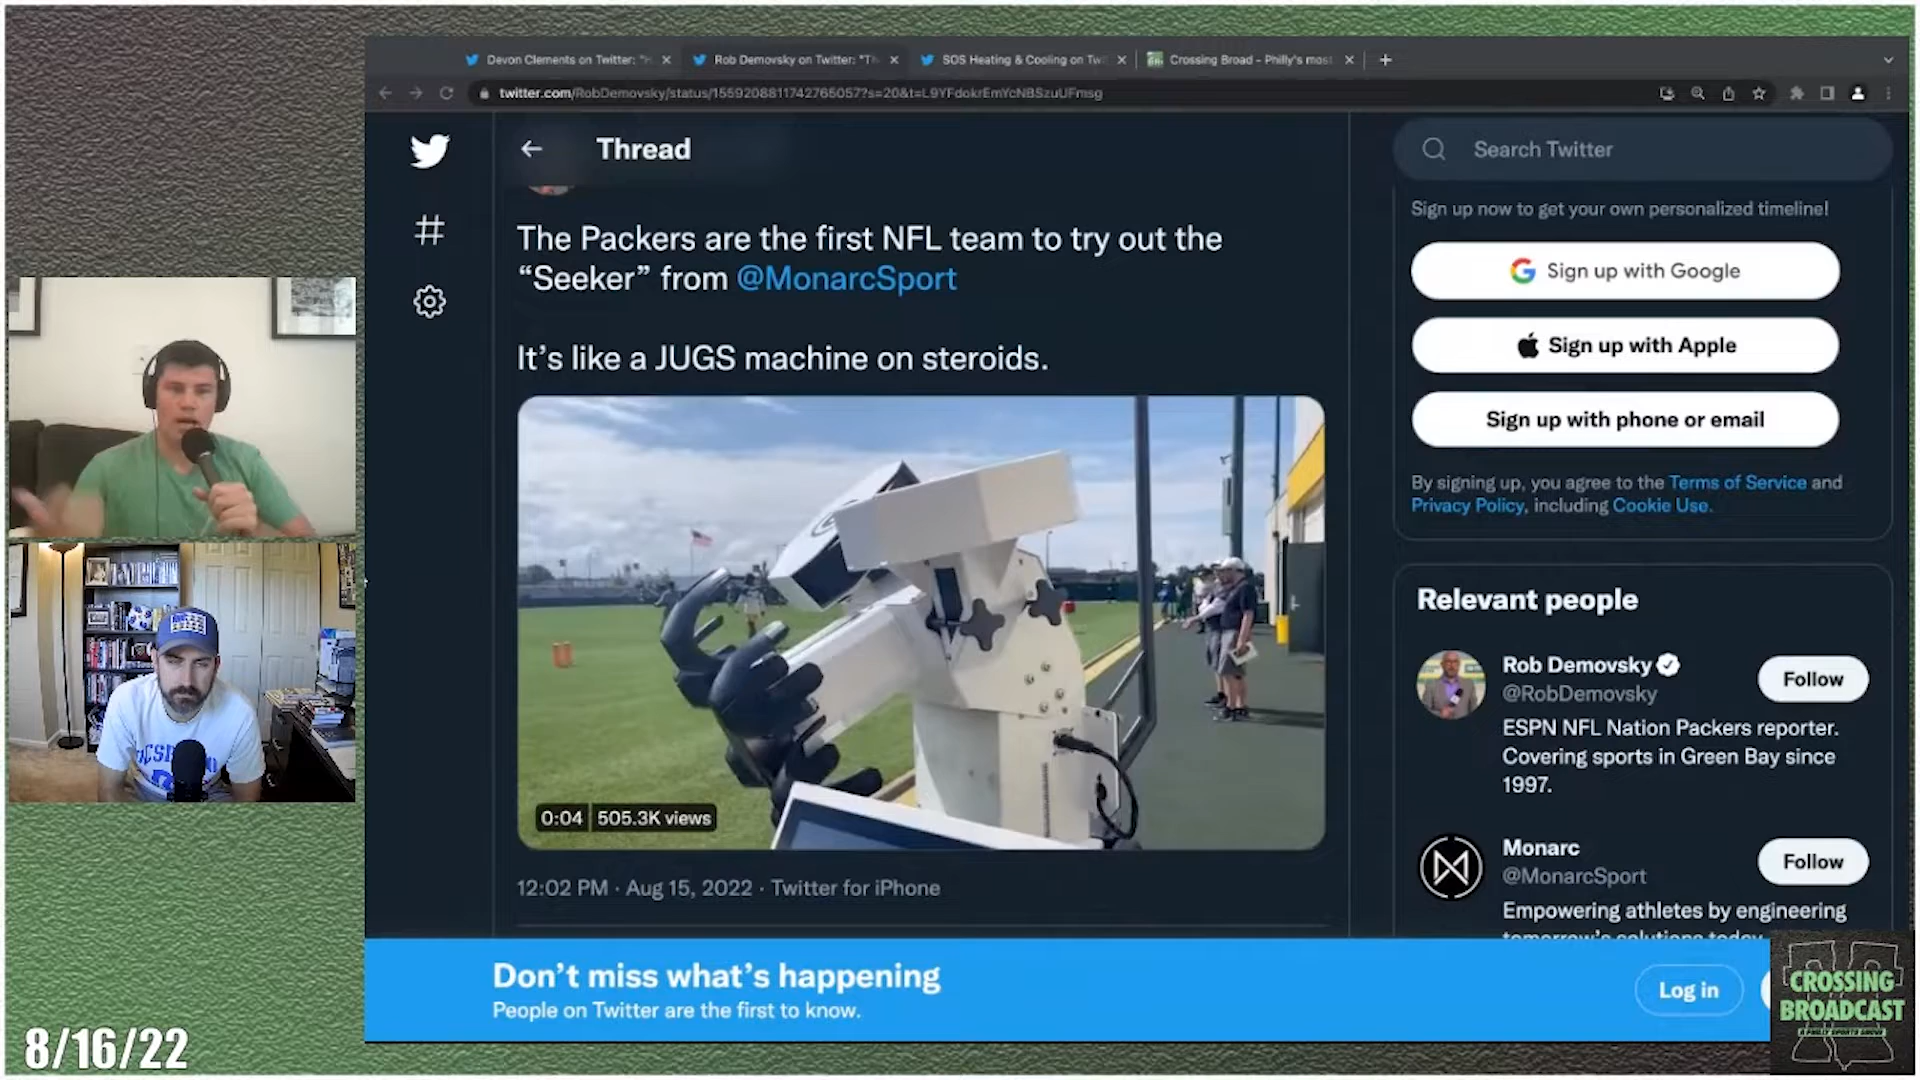 Devon Clements on Twitter: "H
Rob Demovsky on Twitter: "Th
SOS Heating & Cooling on Tw
Crossing Broad - Philly's most
twitter.com/RobDemovsky/status/1559208811742765057?s=20&t=L9YFdokrEmYcNBSzuUFmsg
Thread
Search Twitter
The Packers are the first NFL team to try out the
“Seeker” from @MonarcSport
It’s like a JUGS machine on steroids.
0:04 505.3K views
12:02 PM · Aug 15, 2022 · Twitter for iPhone
Sign up now to get your own personalized timeline!
Sign up with Google
Sign up with Apple
Sign up with phone or email
By signing up, you agree to the Terms of Service and
Privacy Policy, including Cookie Use.
Relevant people
Rob Demovsky
@RobDemovsky
Follow
ESPN NFL Nation Packers reporter.
Covering sports in Green Bay since
1997.
Monarc
@MonarcSport
Follow
Empowering athletes by engineering
tomorrow's solutions today
Don’t miss what’s happening
People on Twitter are the first to know.
Log in
CROSSING
BROADCAST
A PHILLY SPORTS SHOW
8/16/22